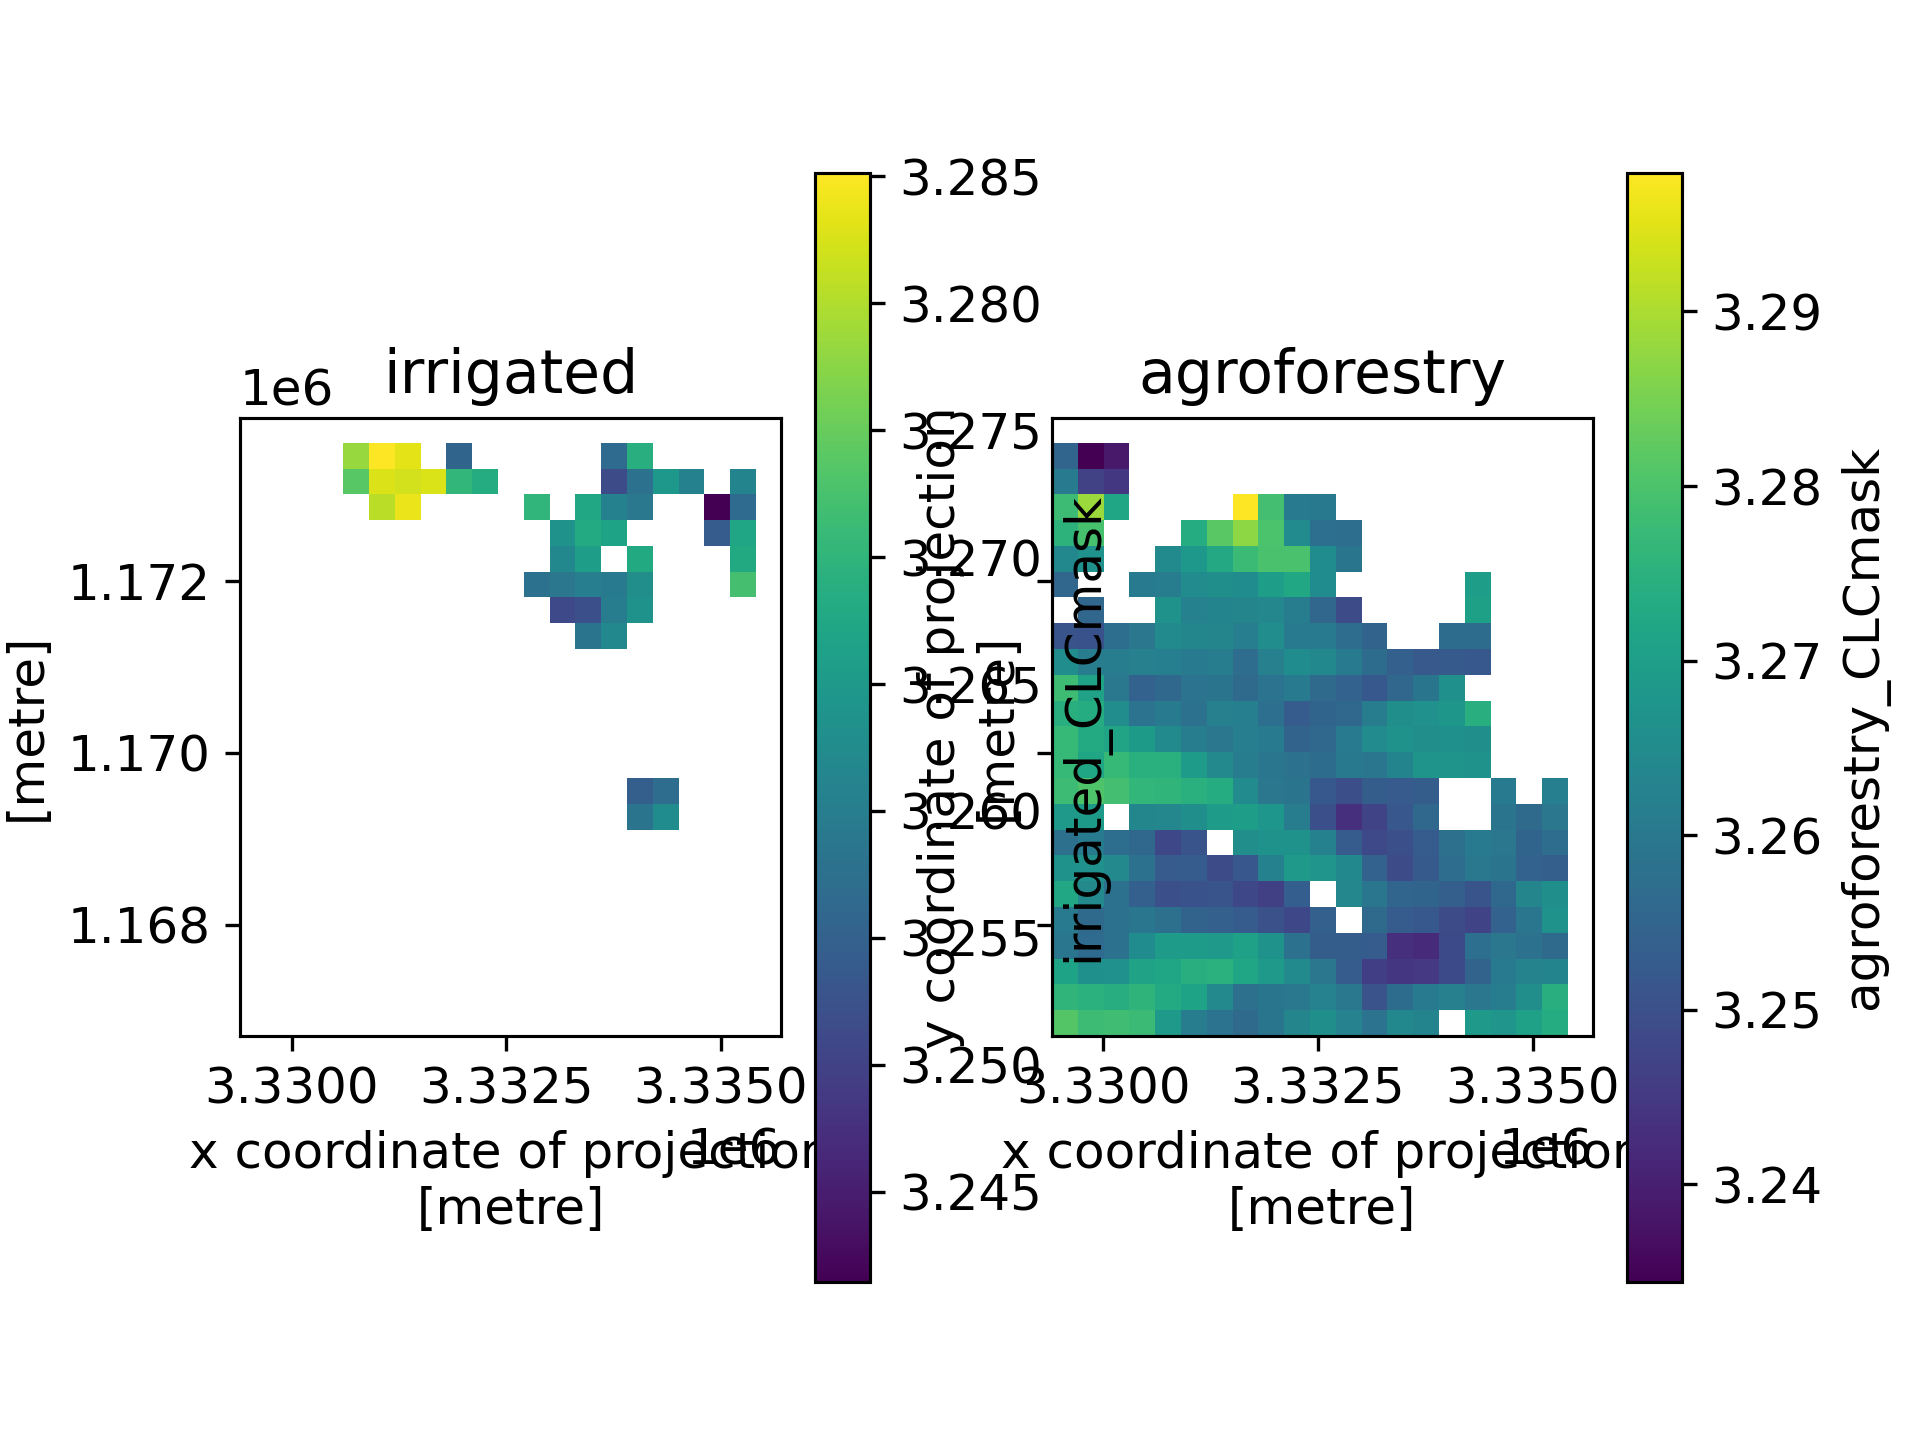 irrigated
1e6
1.172
1.170
1.168
[metre]
3.3300
3.3325
3.3350
1e6
x coordinate of projection
[metre]
3.285
3.280
3.275
3.270
3.265
3.260
3.255
3.250
3.245
irrigated_CLCmask
agroforestry
y coordinate of projection
[metre]
3.3300
3.3325
3.3350
1e6
x coordinate of projection
[metre]
3.29
3.28
3.27
3.26
3.25
3.24
agroforestry_CLCmask